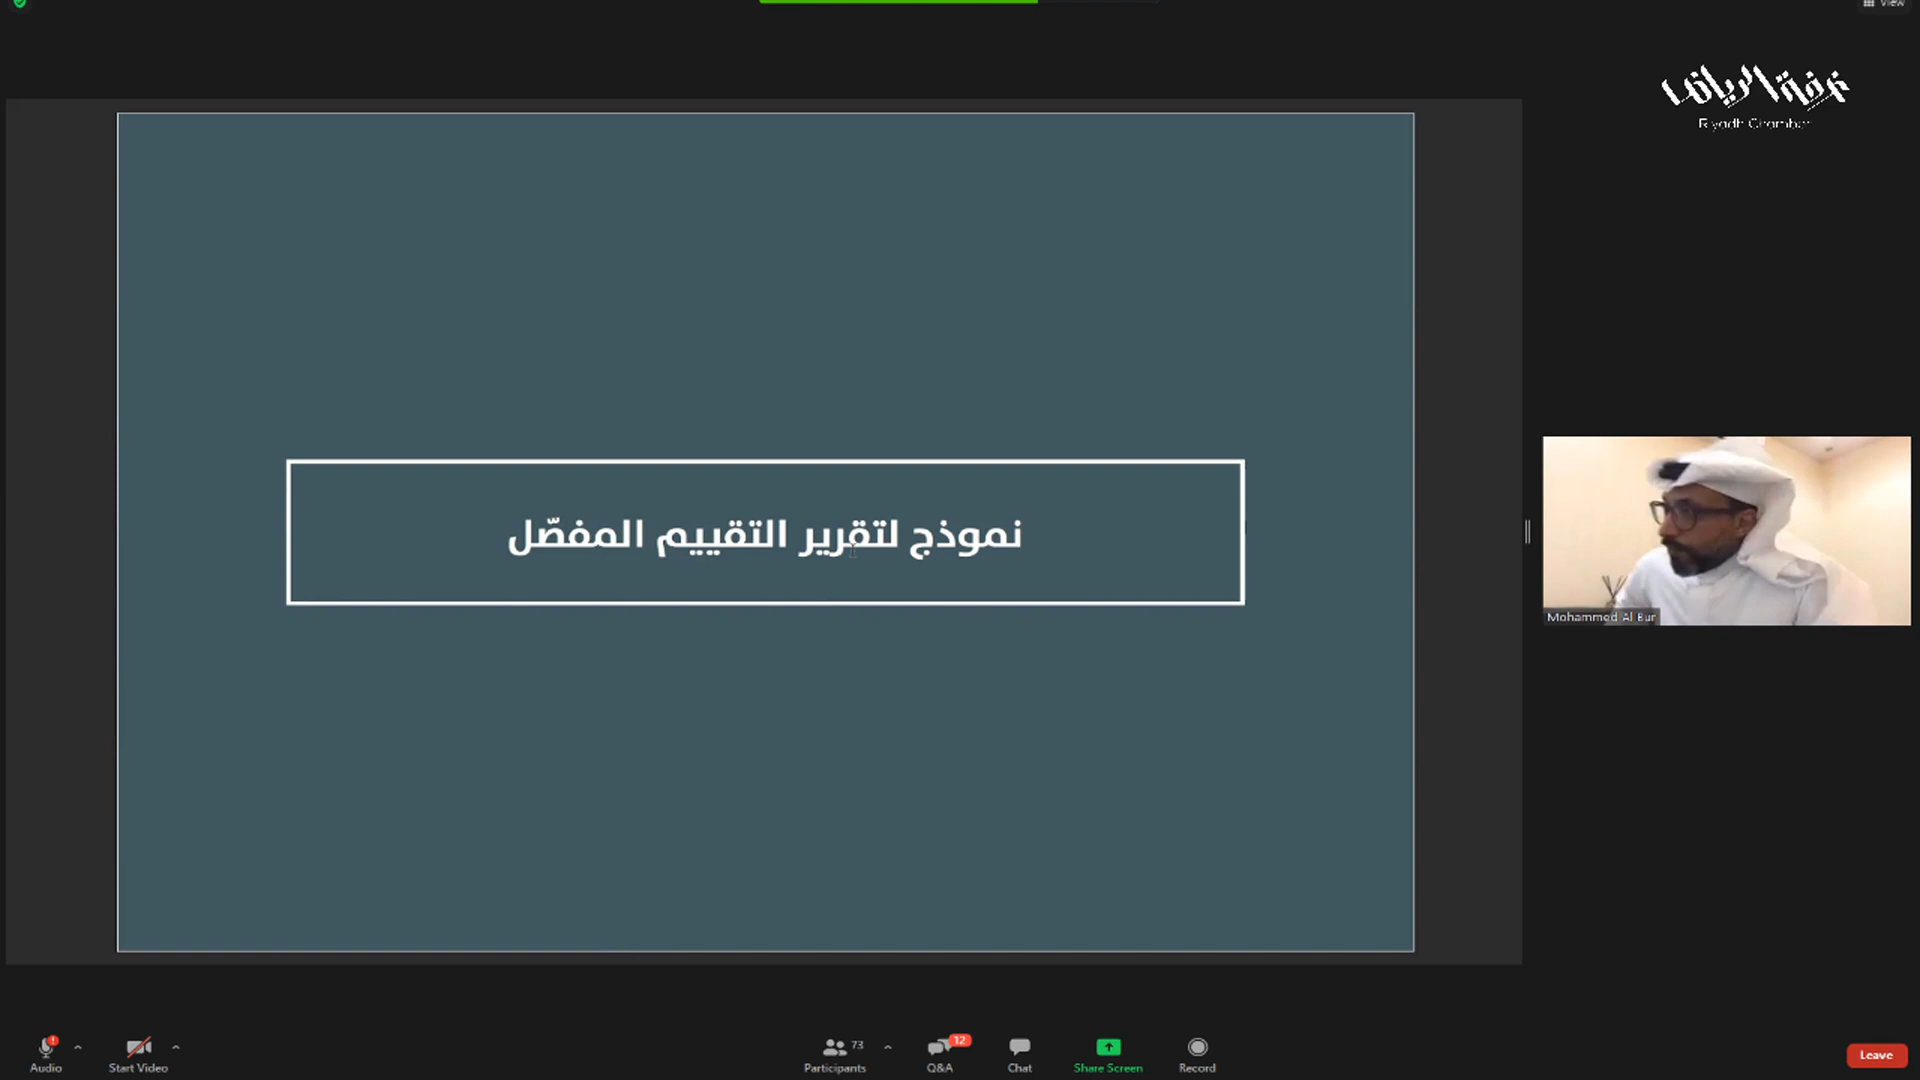 View
غرفة الرياض
Riyadh Chamber
نموذج لتقرير التقييم المفصّل
Mohammed Al Bur
Audio
Start Video
73
Participants
12
Q&A
Chat
Share Screen
Record
Leave